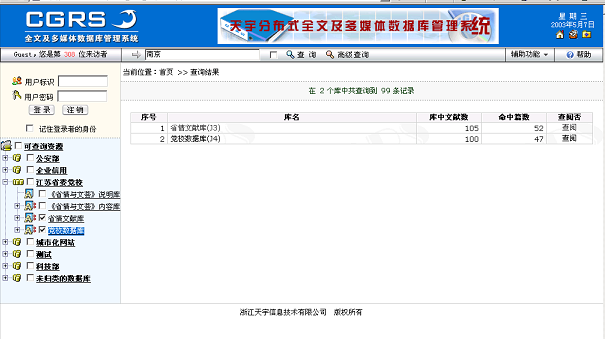 CGRS
全文及多媒体数据库管理系统
天宇分布式全文及多媒体数据库管理系统
星 期 三
2003年5月7日
Guest, 您是第 308 位来访者
南京
查 询
高级查询
辅助功能
帮助
用户标识
用户密码
登 录
注 销
记住登录者的身份
可查询资源
公安部
企业信用
江苏省委党校
《省情与文荟》说明库
《省情与文荟》内容库
省情文献库
党校数据库
城市化网站
测试
科技部
未归类的数据库
当前位置：首页 >> 查询结果
在 2 个库中共查询到 99 条记录
序号 库名 库中文献数 命中篇数 查阅否
1 省情文献库(J3) 105 52 查阅
2 党校数据库(J4) 100 47 查阅
浙江天宇信息技术有限公司 版权所有